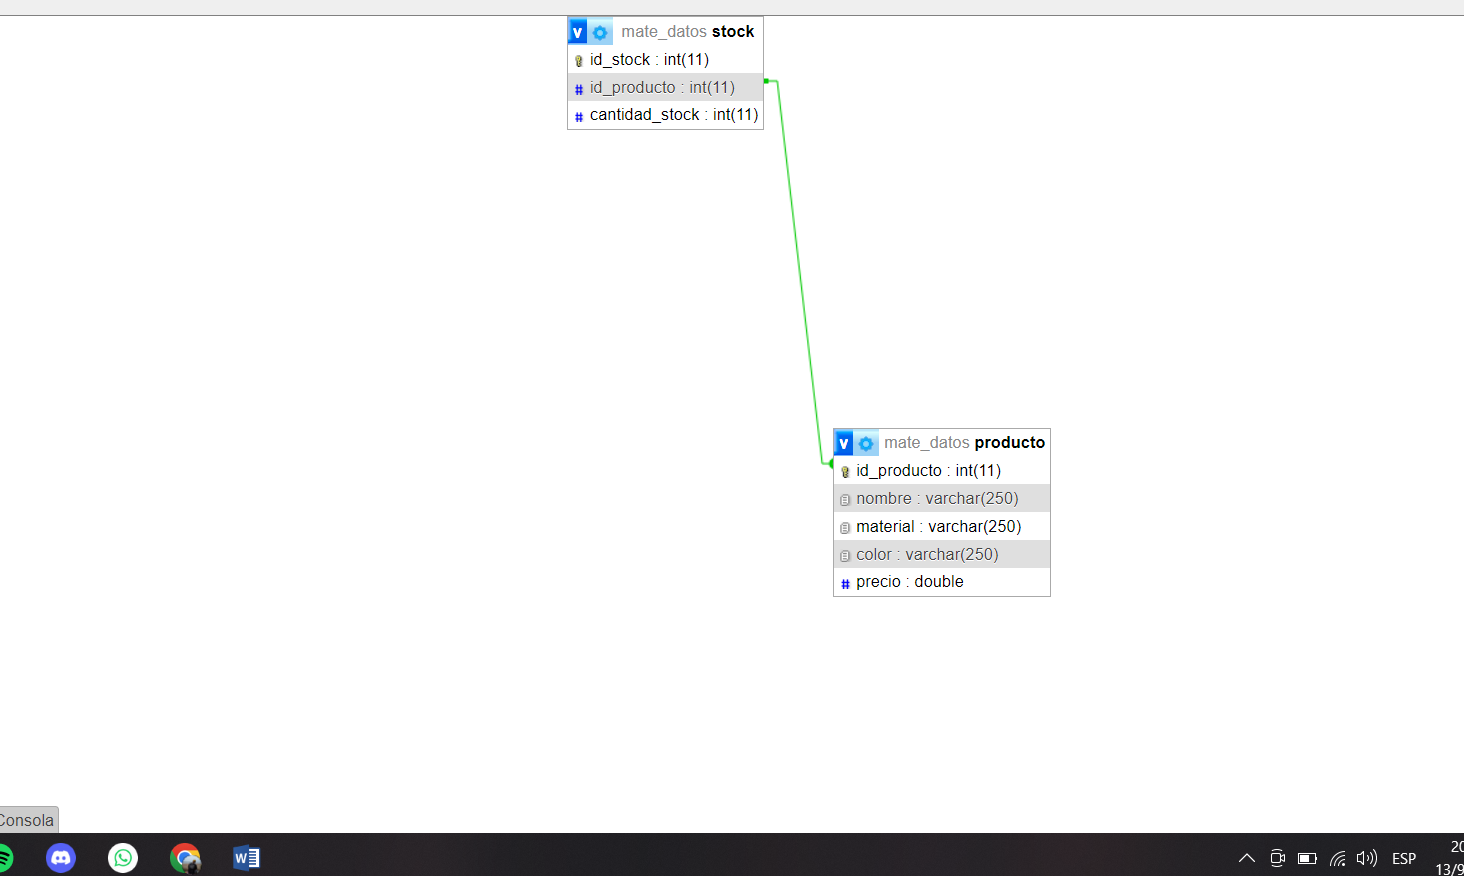 v mate_datos stock
id_stock : int(11)
# id_producto : int(11)
# cantidad_stock : int(11)
v mate_datos producto
id_producto : int(11)
nombre : varchar(250)
material : varchar(250)
color : varchar(250)
# precio : double
Consola
W
ESP
20
13/9